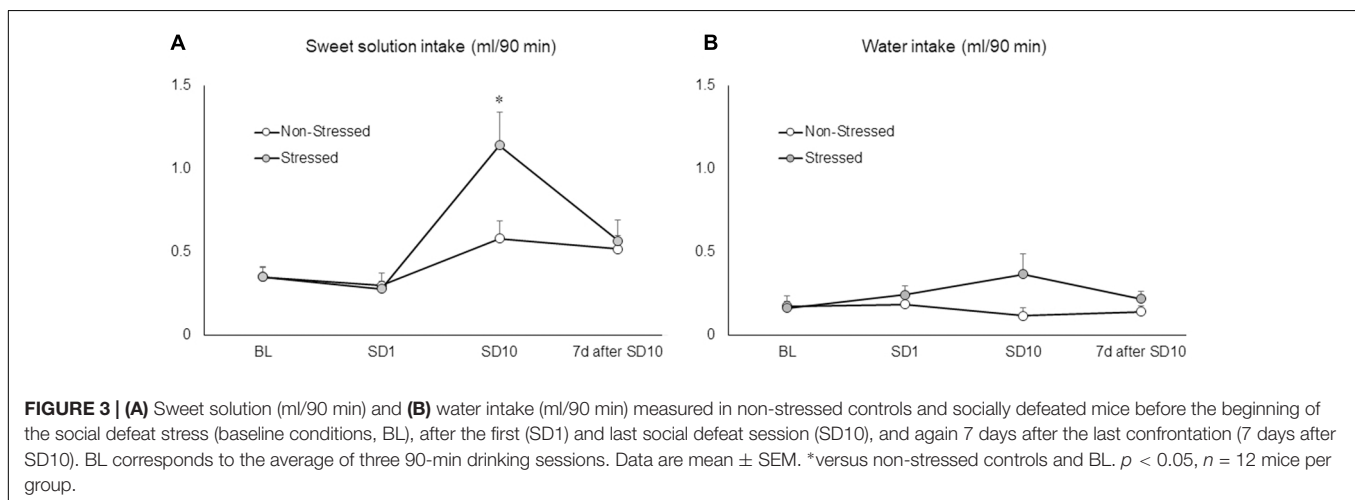 A
Sweet solution intake (ml/90 min)
1.5
1.0
0.5
0
*
Non-Stressed
Stressed
BL
SD1
SD10
7d after SD10
B
Water intake (ml/90 min)
1.5
1.0
0.5
0
Non-Stressed
Stressed
BL
SD1
SD10
7d after SD10
FIGURE 3 | (A) Sweet solution (ml/90 min) and (B) water intake (ml/90 min) measured in non-stressed controls and socially defeated mice before the beginning of
the social defeat stress (baseline conditions, BL), after the first (SD1) and last social defeat session (SD10), and again 7 days after the last confrontation (7 days after
SD10). BL corresponds to the average of three 90-min drinking sessions. Data are mean ± SEM. *versus non-stressed controls and BL. p < 0.05, n = 12 mice per
group.